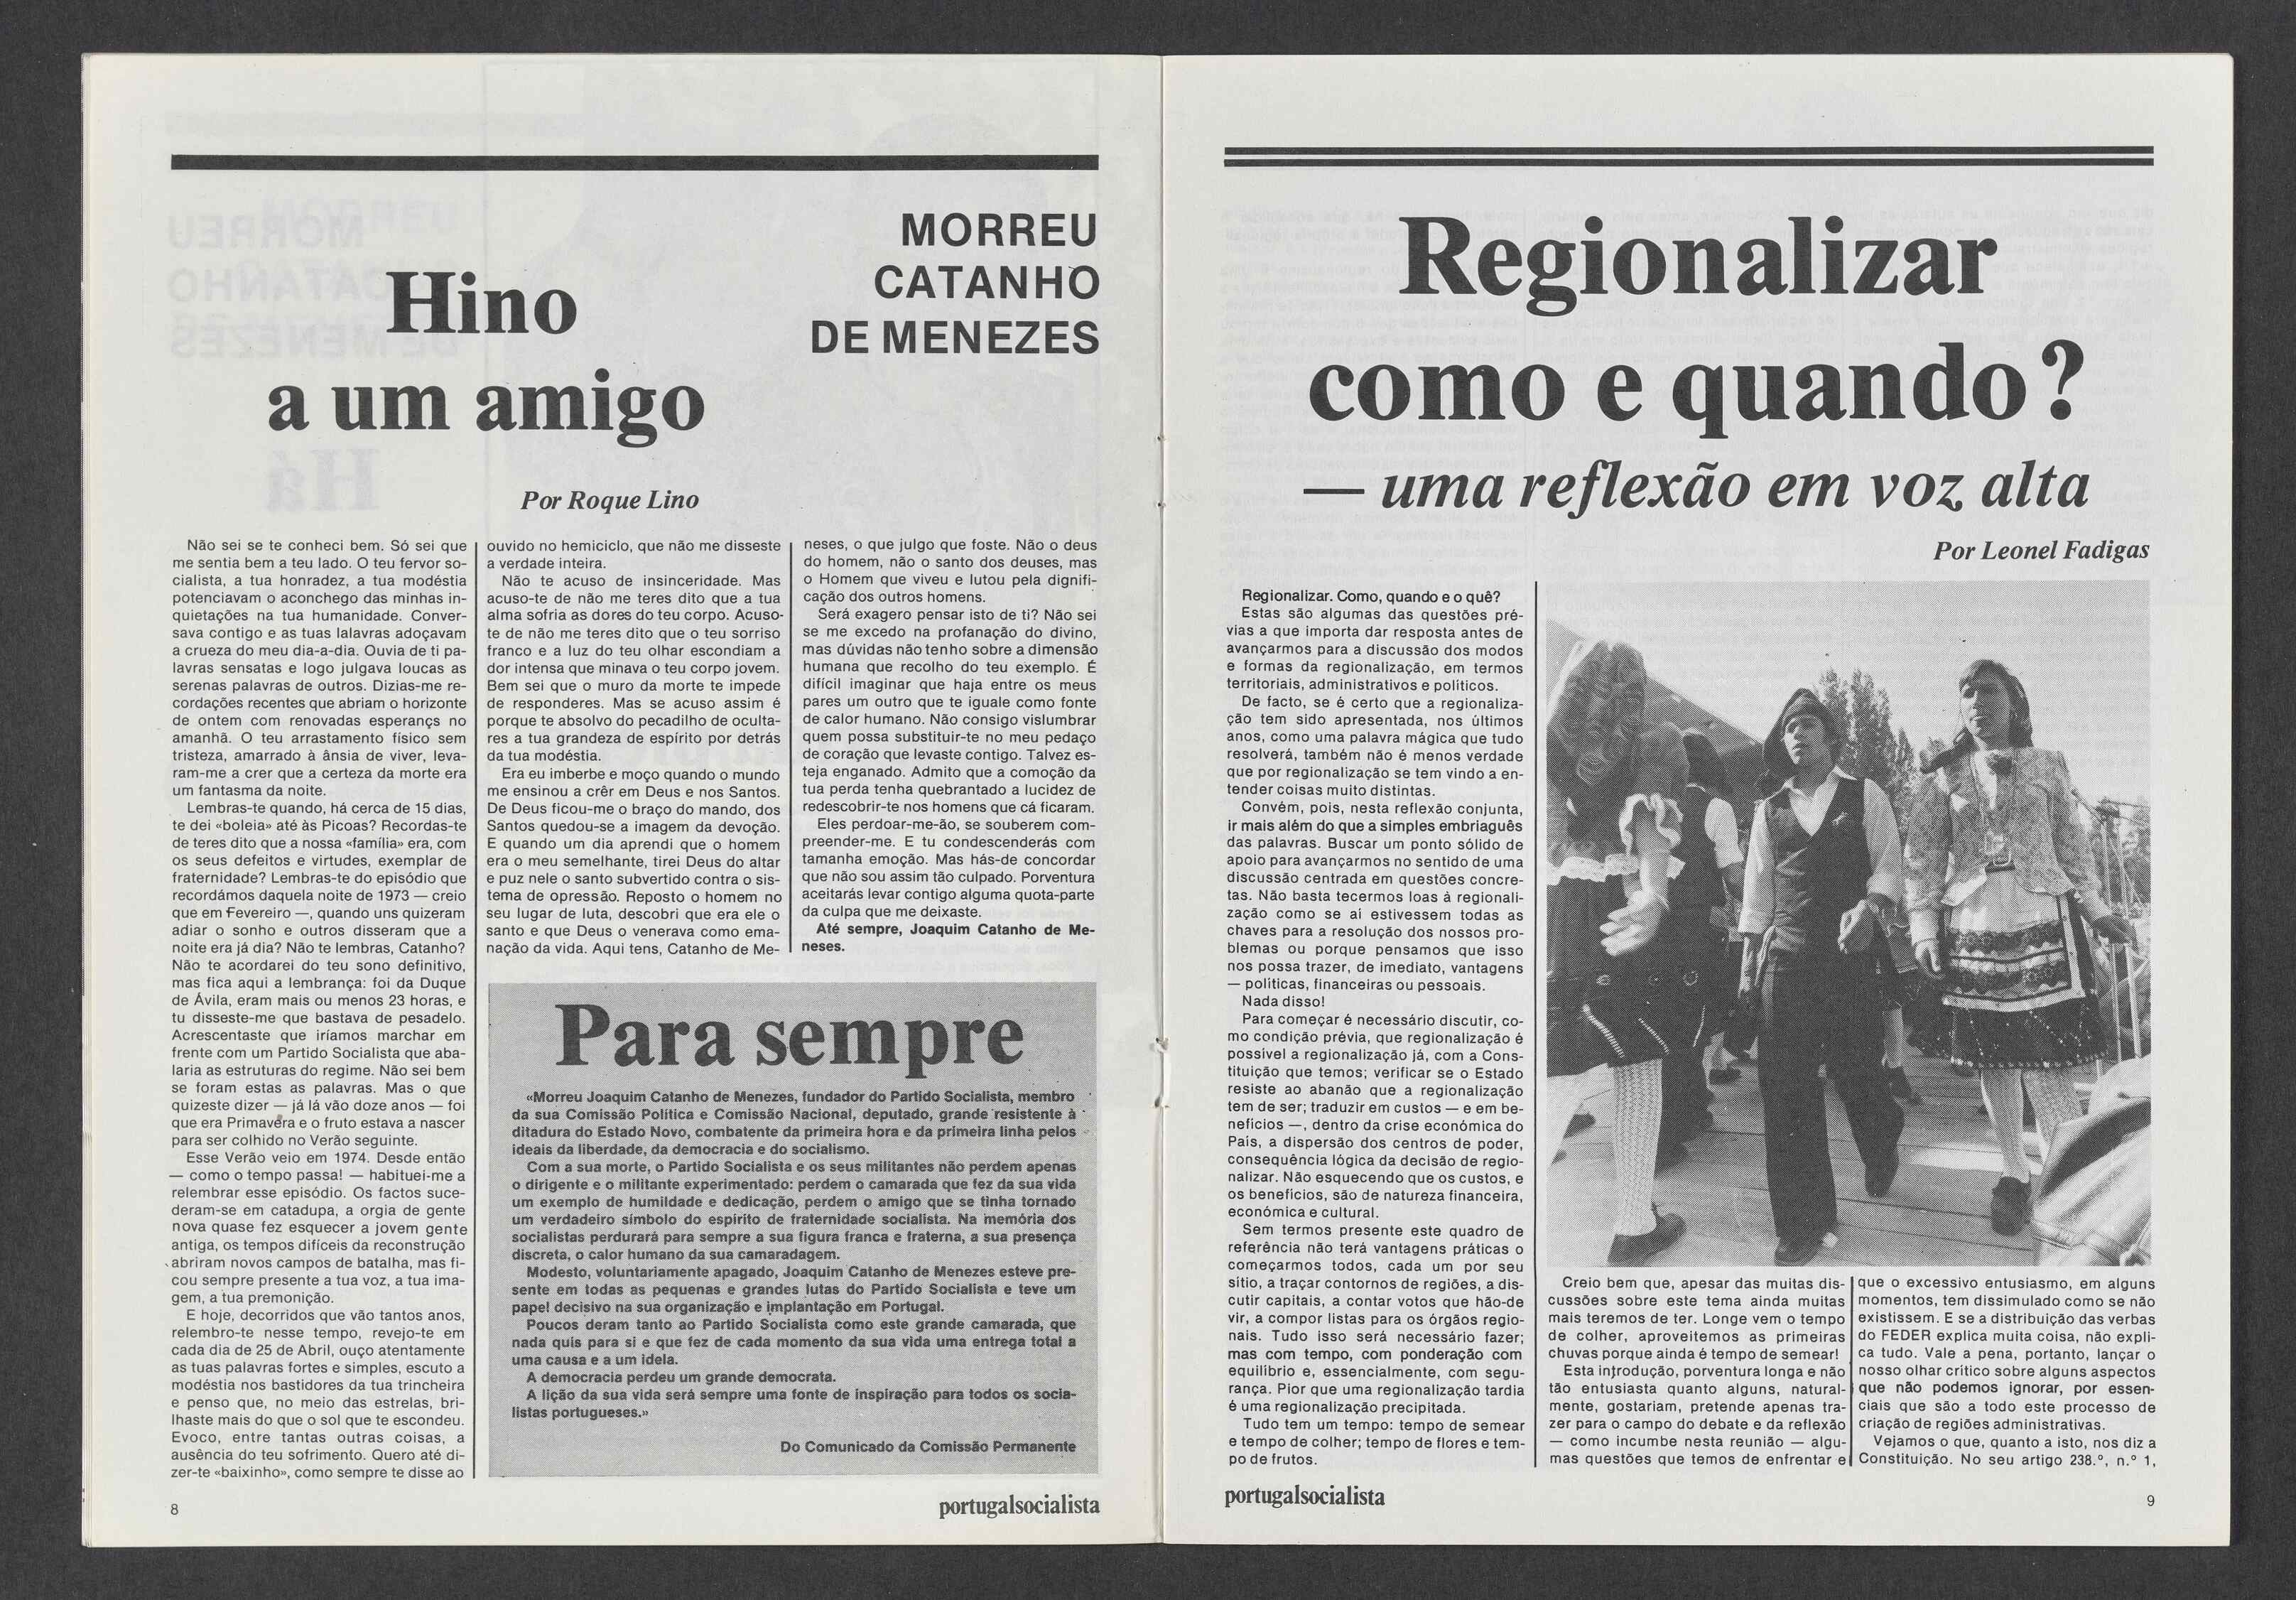 MORREU
CATANHO
DE MENEZES
Hino
a um amigo
Por Roque Lino
Não sei se te conheci bem. Só sei que
me sentia bem a teu lado. O teu fervor so-
cialista, a tua honradez, a tua modéstia
potenciavam o aconchego das minhas in-
quietações na tua humanidade. Conver-
sava contigo e as tuas lalavras adoçavam
a crueza do meu dia-a-dia. Ouvia de ti pa-
lavras sensatas e logo julgava loucas as
serenas palavras de outros. Dizias-me re-
cordações recentes que abriam o horizonte
de ontem com renovadas esperançs no
amanhã. O teu arrastamento físico sem
tristeza, amarrado à ânsia de viver, leva-
ram-me a crer que a certeza da morte era
um fantasma da noite.
Lembras-te quando, há cerca de 15 dias,
te dei «boleia» até às Picoas? Recordas-te
de teres dito que a nossa «família» era, com
os seus defeitos e virtudes, exemplar de
fraternidade? Lembras-te do episódio que
recordámos daquela noite de 1973 — creio
que em Fevereiro —, quando uns quizeram
adiar o sonho e outros disseram que a
noite era já dia? Não te lembras, Catanho?
Não te acordarei do teu sono definitivo,
mas fica aqui a lembrança: foi da Duque
de Ávila, eram mais ou menos 23 horas, e
tu disseste-me que bastava de pesadelo.
Acrescentaste que iríamos marchar em
frente com um Partido Socialista que aba-
laria as estruturas do regime. Não sei bem
se foram estas as palavras. Mas o que
quizeste dizer — já lá vão doze anos — foi
que era Primavera e o fruto estava a nascer
para ser colhido no Verão seguinte.
Esse Verão veio em 1974. Desde então
— como o tempo passa! — habituei-me a
relembrar esse episódio. Os factos suce-
deram-se em catadupa, a orgia de gente
nova quase fez esquecer a jovem gente
antiga, os tempos difíceis da reconstrução
abriram novos campos de batalha, mas fi-
cou sempre presente a tua voz, a tua ima-
gem, a tua premonição.
E hoje, decorridos que vão tantos anos,
relembro-te nesse tempo, revejo-te em
cada dia de 25 de Abril, ouço atentamente
as tuas palavras fortes e simples, escuto a
modéstia nos bastidores da tua trincheira
e penso que, no meio das estrelas, bri-
lhaste mais do que o sol que te escondeu.
Evoco, entre tantas outras coisas, a
ausência do teu sofrimento. Quero até di-
zer-te «baixinho», como sempre te disse ao
ouvido no hemiciclo, que não me disseste
a verdade inteira.
Não te acuso de insinceridade. Mas
acuso-te de não me teres dito que a tua
alma sofria as dores do teu corpo. Acuso-
te de não me teres dito que o teu sorriso
franco e a luz do teu olhar escondiam a
dor intensa que minava o teu corpo jovem.
Bem sei que o muro da morte te impede
de responderes. Mas se acuso assim é
porque te absolvo do pecadilho de oculta-
res a tua grandeza de espírito por detrás
da tua modéstia.
Era eu imberbe e moço quando o mundo
me ensinou a crêr em Deus e nos Santos.
De Deus ficou-me o braço do mando, dos
Santos quedou-se a imagem da devoção.
E quando um dia aprendi que o homem
era o meu semelhante, tirei Deus do altar
e puz nele o santo subvertido contra o sis-
tema de opressão. Reposto o homem no
seu lugar de luta, descobri que era ele o
santo e que Deus o venerava como ema-
nação da vida. Aqui tens, Catanho de Me-
neses, o que julgo que foste. Não o deus
do homem, não o santo dos deuses, mas
o Homem que viveu e lutou pela dignifi-
cação dos outros homens.
Será exagero pensar isto de ti? Não sei
se me excedo na profanação do divino,
mas dúvidas não tenho sobre a dimensão
humana que recolho do teu exemplo. É
difícil imaginar que haja entre os meus
pares um outro que te iguale como fonte
de calor humano. Não consigo vislumbrar
quem possa substituir-te no meu pedaço
de coração que levaste contigo. Talvez es-
teja enganado. Admito que a comoção da
tua perda tenha quebrantado a lucidez de
redescobrir-te nos homens que cá ficaram.
Eles perdoar-me-ão, se souberem com-
preender-me. E tu condescenderás com
tamanha emoção. Mas hás-de concordar
que não sou assim tão culpado. Porventura
aceitarás levar contigo alguma quota-parte
da culpa que me deixaste.
Até sempre, Joaquim Catanho de Me-
neses.
Para sempre
«Morreu Joaquim Catanho de Menezes, fundador do Partido Socialista, membro
da sua Comissão Política e Comissão Nacional, deputado, grande resistente à
ditadura do Estado Novo, combatente da primeira hora e da primeira linha pelos
ideais da liberdade, da democracia e do socialismo.
Com a sua morte, o Partido Socialista e os seus militantes não perdem apenas
o dirigente e o militante experimentado: perdem o camarada que fez da sua vida
um exemplo de humildade e dedicação, perdem o amigo que se tinha tornado
um verdadeiro símbolo do espírito de fraternidade socialista. Na memória dos
socialistas perdurará para sempre a sua figura franca e fraterna, a sua presença
discreta, o calor humano da sua camaradagem.
Modesto, voluntariamente apagado, Joaquim Catanho de Menezes esteve pre-
sente em todas as pequenas e grandes lutas do Partido Socialista e teve um
papel decisivo na sua organização e implantação em Portugal.
Poucos deram tanto ao Partido Socialista como este grande camarada, que
nada quis para si e que fez de cada momento da sua vida uma entrega total a
uma causa e a um idela.
A democracia perdeu um grande democrata.
A lição da sua vida será sempre uma fonte de inspiração para todos os socia-
listas portugueses.»
Do Comunicado da Comissão Permanente
8
portugalsocialista
Regionalizar
como e quando?
— uma reflexão em voz alta
Por Leonel Fadigas
Regionalizar. Como, quando e o quê?
Estas são algumas das questões pré-
vias a que importa dar resposta antes de
avançarmos para a discussão dos modos
e formas da regionalização, em termos
territoriais, administrativos e políticos.
De facto, se é certo que a regionaliza-
ção tem sido apresentada, nos últimos
anos, como uma palavra mágica que tudo
resolverá, também não é menos verdade
que por regionalização se tem vindo a en-
tender coisas muito distintas.
Convém, pois, nesta reflexão conjunta,
ir mais além do que a simples embriaguês
das palavras. Buscar um ponto sólido de
apoio para avançarmos no sentido de uma
discussão centrada em questões concre-
tas. Não basta tecermos loas à regionali-
zação como se aí estivessem todas as
chaves para a resolução dos nossos pro-
blemas ou porque pensamos que isso
nos possa trazer, de imediato, vantagens
— políticas, financeiras ou pessoais.
Nada disso!
Para começar é necessário discutir, co-
mo condição prévia, que regionalização é
possível a regionalização já, com a Cons-
tituição que temos; verificar se o Estado
resiste ao abanão que a regionalização
tem de ser; traduzir em custos — e em be-
nefícios —, dentro da crise económica do
País, a dispersão dos centros de poder,
consequência lógica da decisão de regio-
nalizar. Não esquecendo que os custos, e
os benefícios, são de natureza financeira,
económica e cultural.
Sem termos presente este quadro de
referência não terá vantagens práticas o
começarmos todos, cada um por seu
sítio, a traçar contornos de regiões, a dis-
cutir capitais, a contar votos que hão-de
vir, a compor listas para os órgãos regio-
nais. Tudo isso será necessário fazer;
mas com tempo, com ponderação com
equilíbrio e, essencialmente, com segu-
rança. Pior que uma regionalização tardia
é uma regionalização precipitada.
Tudo tem um tempo: tempo de semear
e tempo de colher; tempo de flores e tem-
po de frutos.
Creio bem que, apesar das muitas dis-
cussões sobre este tema ainda muitas
mais teremos de ter. Longe vem o tempo
de colher, aproveitemos as primeiras
chuvas porque ainda é tempo de semear!
Esta introdução, porventura longa e não
tão entusiasta quanto alguns, natural-
mente, gostariam, pretende apenas tra-
zer para o campo do debate e da reflexão
— como incumbe nesta reunião — algu-
mas questões que temos de enfrentar e
que o excessivo entusiasmo, em alguns
momentos, tem dissimulado como se não
existissem. E se a distribuição das verbas
do FEDER explica muita coisa, não expli-
ca tudo. Vale a pena, portanto, lançar o
nosso olhar crítico sobre alguns aspectos
que não podemos ignorar, por essen-
ciais que são a todo este processo de
criação de regiões administrativas.
Vejamos o que, quanto a isto, nos diz a
Constituição. No seu artigo 238.º, n.º 1,
portugalsocialista
9